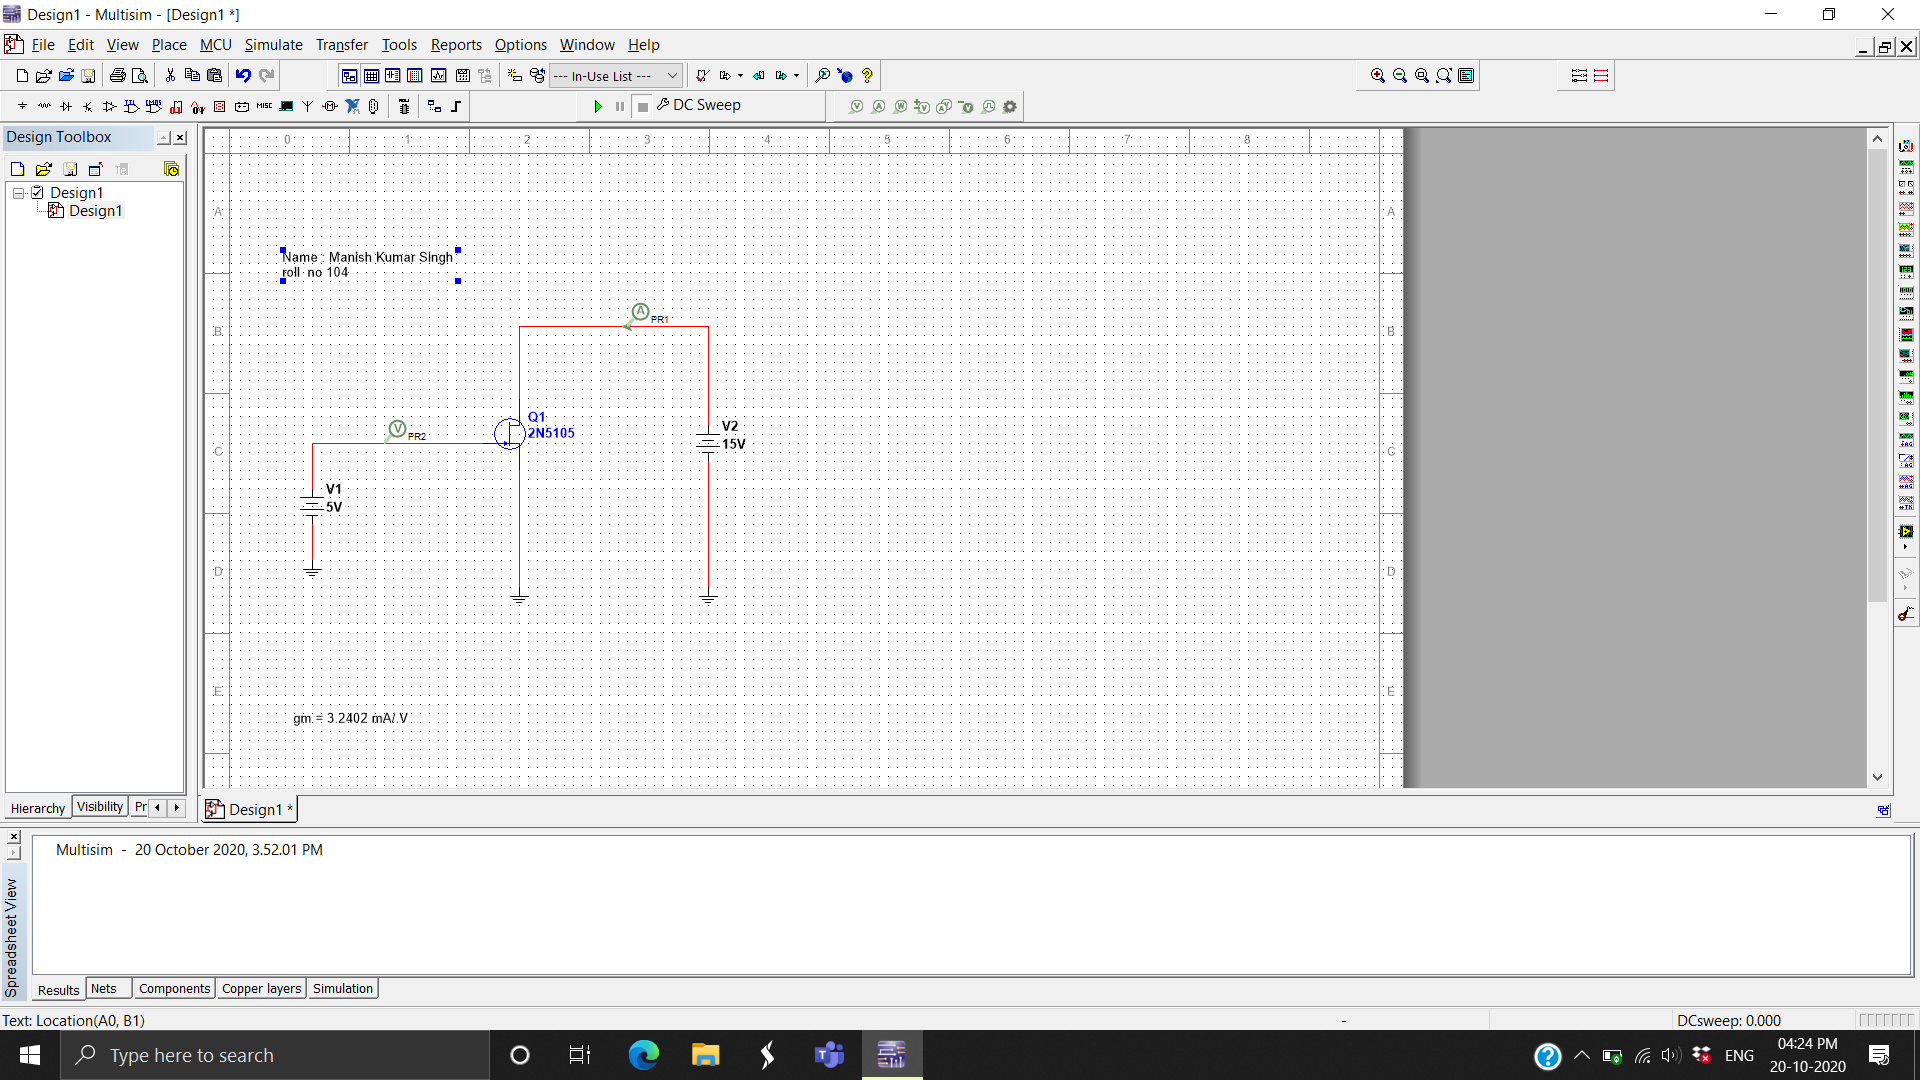 Design1 - Multisim - [Design1 *]
File Edit View Place MCU Simulate Transfer Tools Reports Options Window Help
--- In-Use List ---
MISC DC Sweep
Design Toolbox
0 1 2 3 4 5 6 7 8
Design1
Design1
A A
Name : Manish Kumar Singh
roll no 104
A
PR1
B B
Q1
2N5105
V
PR2
V2
15V
C C
V1
5V
D D
E E
gm = 3.2402 mA/ V
Hierarchy Visibility Pr
Design1 *
Multisim - 20 October 2020, 3.52.01 PM
Spreadsheet View
Results Nets Components Copper layers Simulation
Text: Location(A0, B1) - DCsweep: 0.000
Type here to search
ENG
04:24 PM
20-10-2020